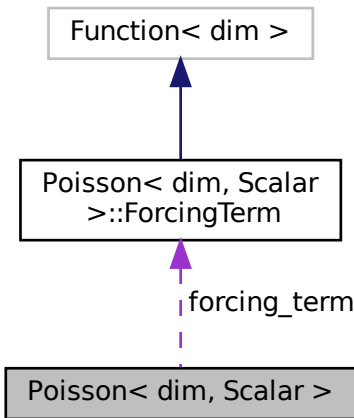 Function< dim >
Poisson< dim, Scalar
>::ForcingTerm
forcing_term
Poisson< dim, Scalar >